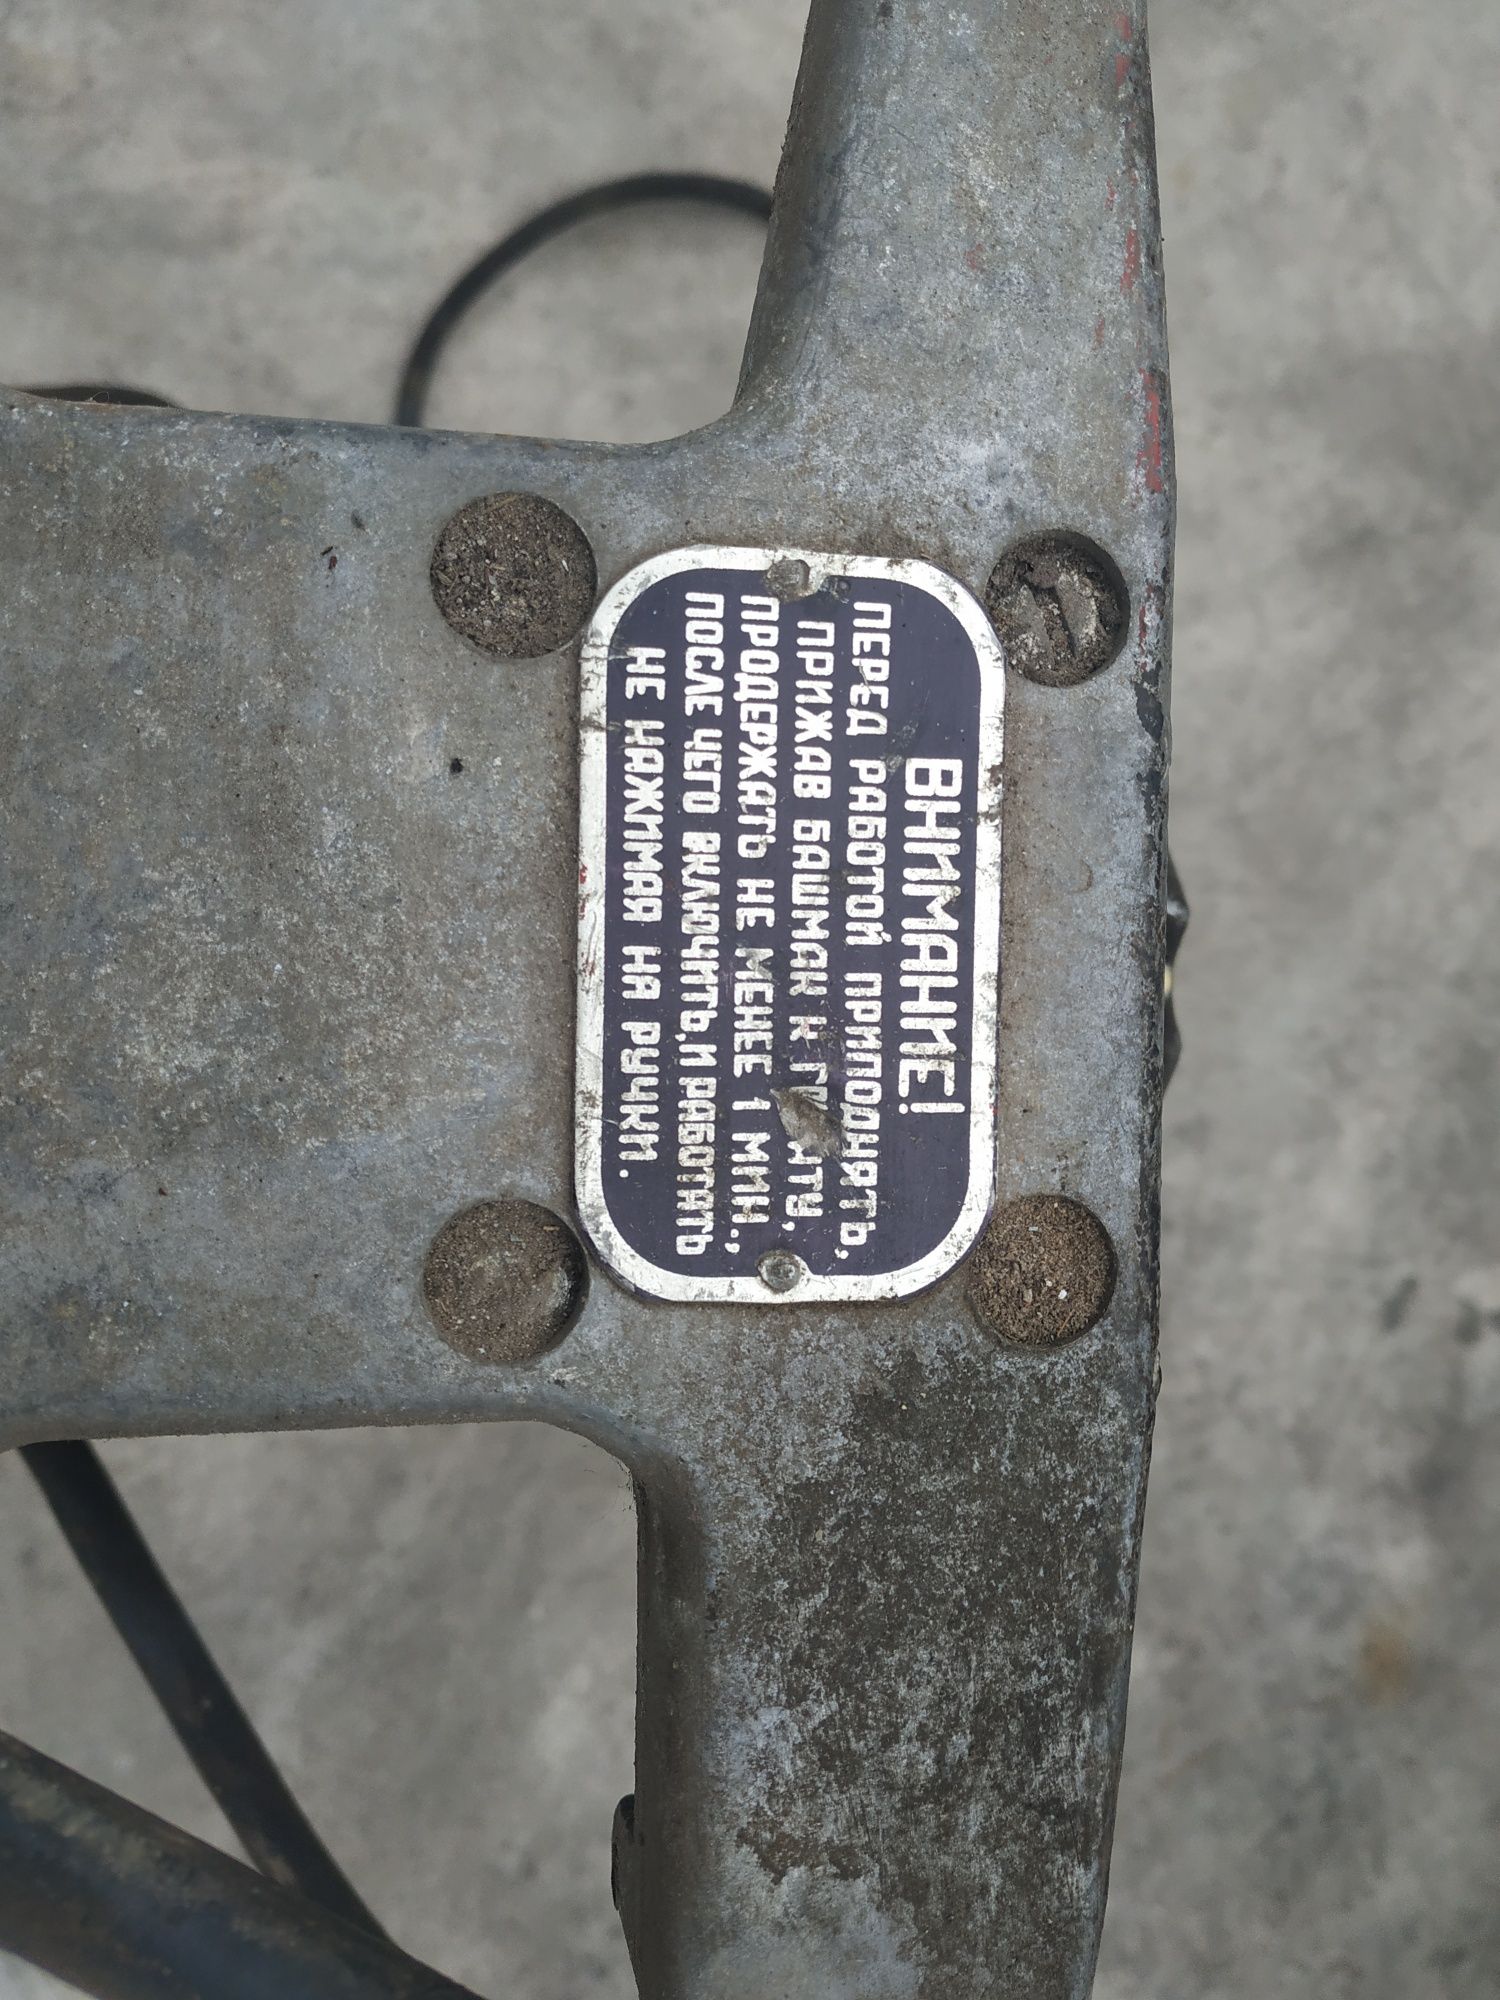 ВНИМАНИЕ!
ПЕРЕД РАБОТОЙ ПРИПОДНЯТЬ,
ПРИЖАВ БАШМАК К
ПРОДЕРЖАТЬ НЕ МЕНЕЕ 1 МИН.,
ПОСЛЕ ЧЕГО ВКЛЮЧИТЬ, И РАБОТАТЬ
НЕ НАЖИМАЯ НА РУЧКИ.